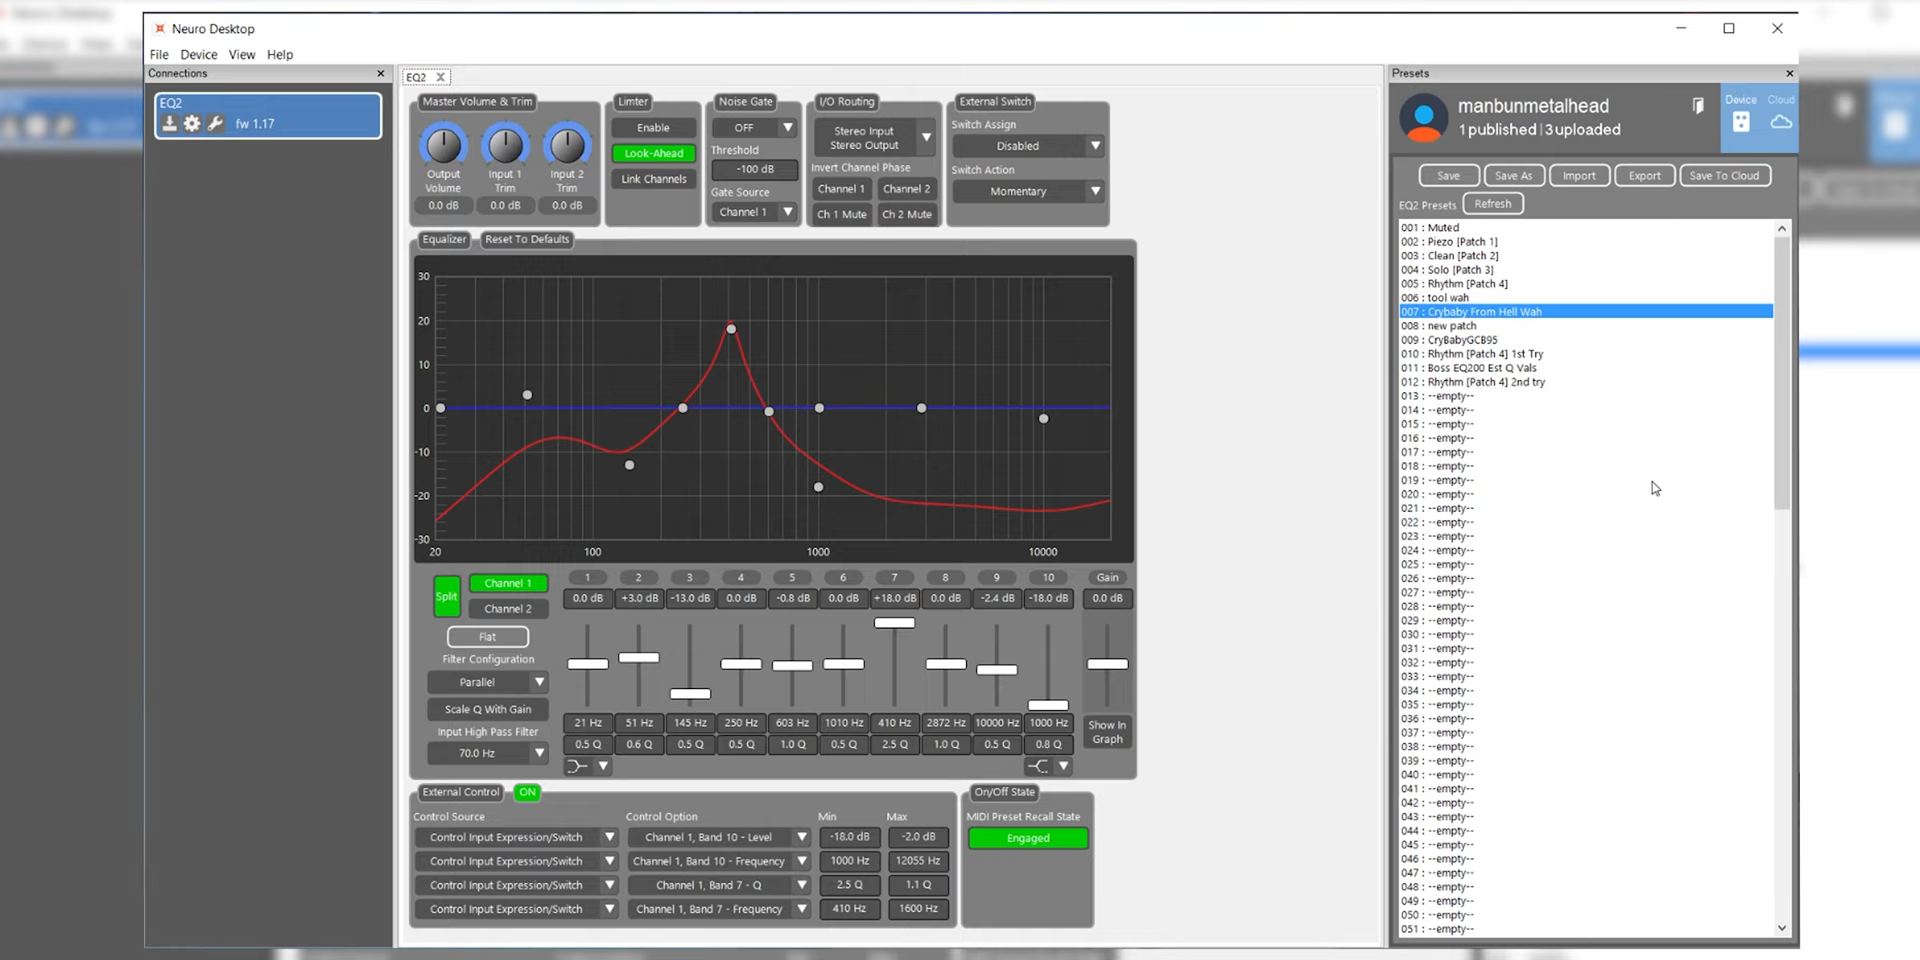 Neuro Desktop
File Device View Help
Connections
EQ2
fw 1.17
EQ2
Master Volume & Trim
Output Volume
Input 1 Trim
Input 2 Trim
0.0 dB 0.0 dB 0.0 dB
Limter
Enable
Look-Ahead
Link Channels
Noise Gate
OFF
Threshold
-100 dB
Gate Source
Channel 1
I/O Routing
Stereo Input
Stereo Output
Invert Channel Phase
Channel 1 Channel 2
Ch 1 Mute Ch 2 Mute
External Switch
Switch Assign
Disabled
Switch Action
Momentary
Equalizer Reset To Defaults
30
20
10
0
-10
-20
-30
20 100 1000 10000
Split
Channel 1
Channel 2
Flat
Filter Configuration
Parallel
Scale Q With Gain
Input High Pass Filter
70.0 Hz
1 2 3 4 5 6 7 8 9 10 Gain
0.0 dB +3.0 dB -13.0 dB 0.0 dB -0.8 dB 0.0 dB +18.0 dB 0.0 dB -2.4 dB -18.0 dB 0.0 dB
21 Hz 51 Hz 145 Hz 250 Hz 603 Hz 1010 Hz 410 Hz 2872 Hz 10000 Hz 1000 Hz
0.5 Q 0.6 Q 0.5 Q 0.5 Q 1.0 Q 0.5 Q 2.5 Q 1.0 Q 0.5 Q 0.8 Q
Show In
Graph
External Control ON
Control Source Control Option Min Max
Control Input Expression/Switch Channel 1, Band 10 - Level -18.0 dB -2.0 dB
Control Input Expression/Switch Channel 1, Band 10 - Frequency 1000 Hz 12055 Hz
Control Input Expression/Switch Channel 1, Band 7 - Q 2.5 Q 1.1 Q
Control Input Expression/Switch Channel 1, Band 7 - Frequency 410 Hz 1600 Hz
On/Off State
MIDI Preset Recall State
Engaged
Presets
manbunmetalhead
1 published | 3 uploaded
Device Cloud
Save Save As Import Export Save To Cloud
EQ2 Presets Refresh
001 : Muted
002 : Piezo [Patch 1]
003 : Clean [Patch 2]
004 : Solo [Patch 3]
005 : Rhythm [Patch 4]
006 : tool wah
007 : Crybaby From Hell Wah
008 : new patch
009 : CryBabyGCB95
010 : Rhythm [Patch 4] 1st Try
011 : Boss EQ200 Est Q Vals
012 : Rhythm [Patch 4] 2nd try
013 : --empty--
014 : --empty--
015 : --empty--
016 : --empty--
017 : --empty--
018 : --empty--
019 : --empty--
020 : --empty--
021 : --empty--
022 : --empty--
023 : --empty--
024 : --empty--
025 : --empty--
026 : --empty--
027 : --empty--
028 : --empty--
029 : --empty--
030 : --empty--
031 : --empty--
032 : --empty--
033 : --empty--
034 : --empty--
035 : --empty--
036 : --empty--
037 : --empty--
038 : --empty--
039 : --empty--
040 : --empty--
041 : --empty--
042 : --empty--
043 : --empty--
044 : --empty--
045 : --empty--
046 : --empty--
047 : --empty--
048 : --empty--
049 : --empty--
050 : --empty--
051 : --empty--